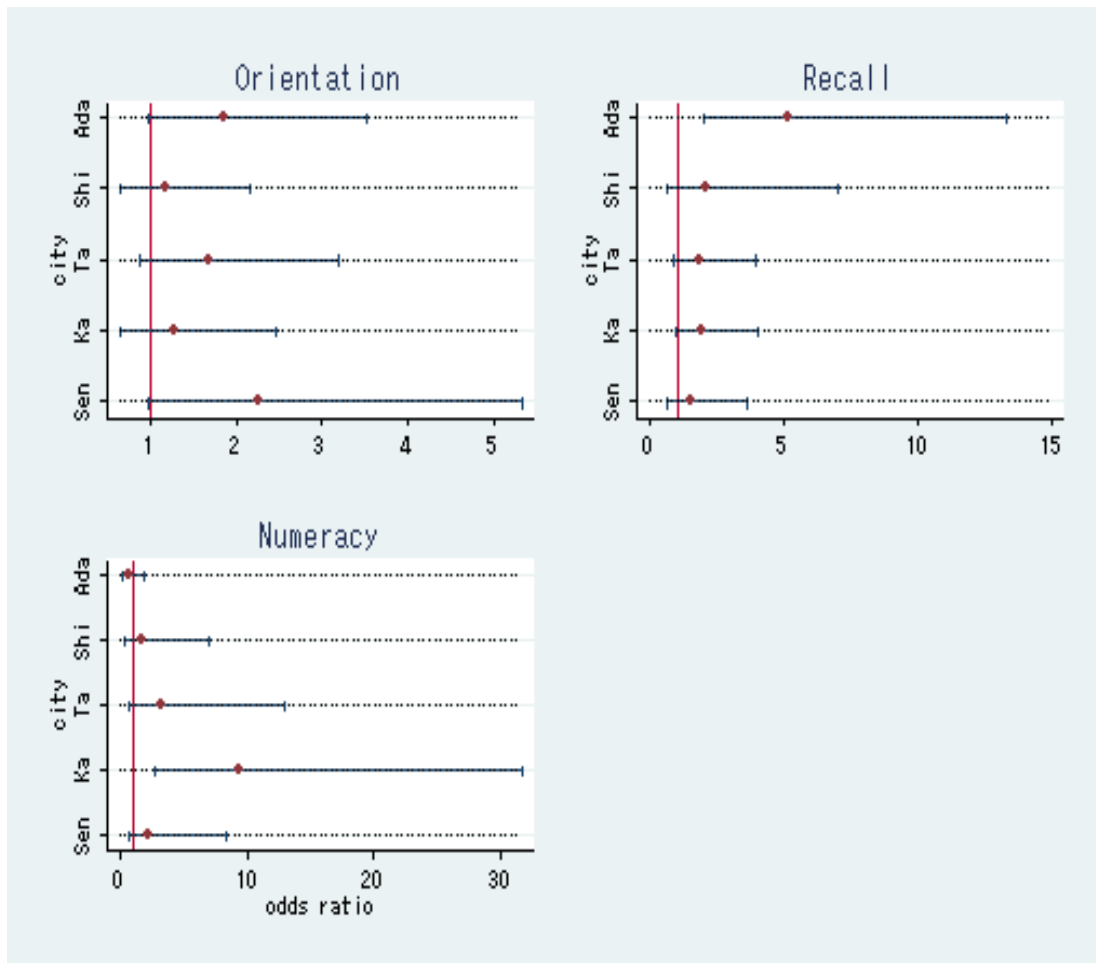 Orientation
city
Ada
Shi
Ta
Ka
Sen
1 2 3 4 5
Recall
city
Ada
Shi
Ta
Ka
Sen
0 5 10 15
Numeracy
city
Ada
Shi
Ta
Ka
Sen
0 10 20 30
odds ratio